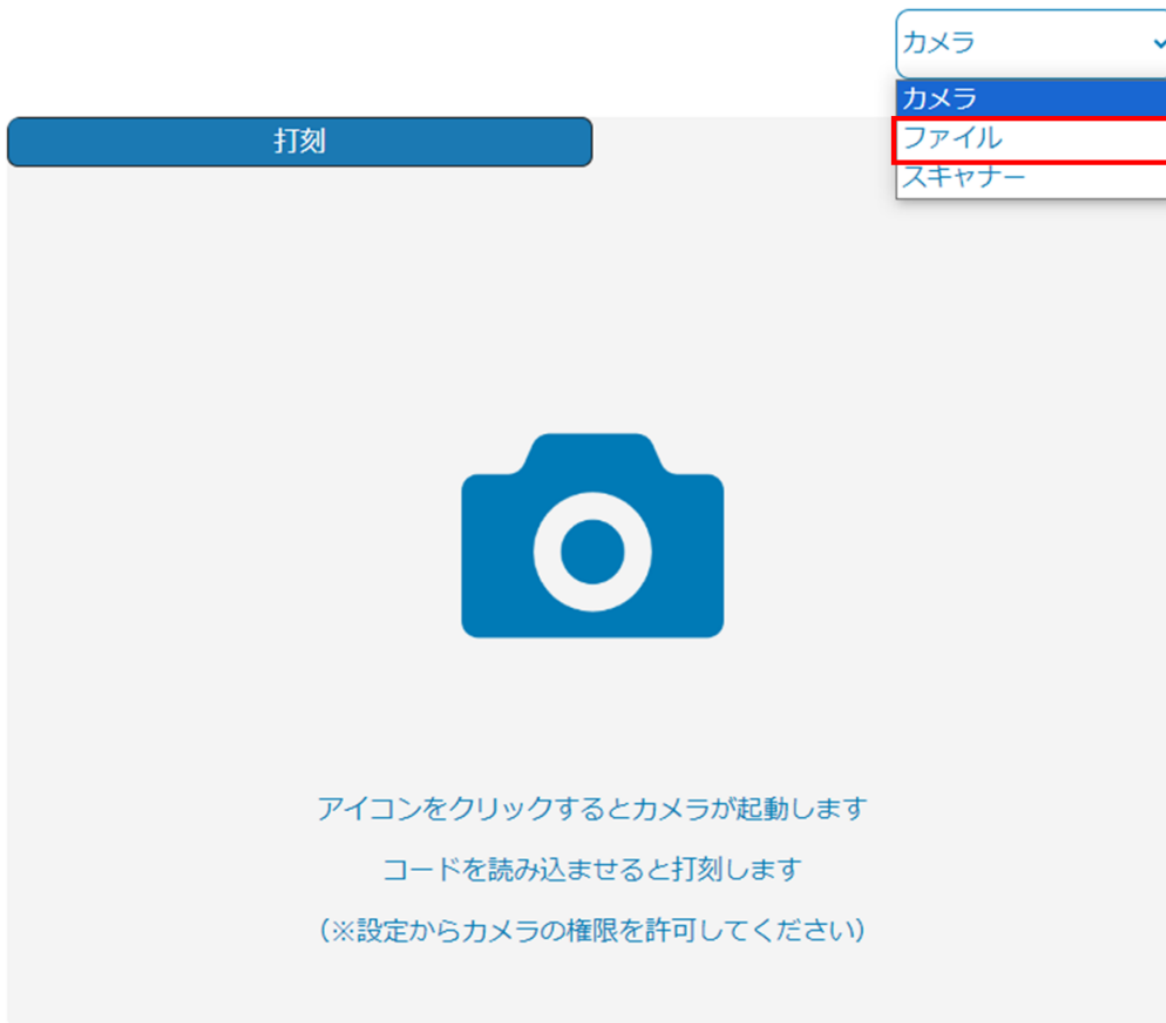 カメラ
カメラ
ファイル
スキャナー
打刻
アイコンをクリックするとカメラが起動します
コードを読み込ませると打刻します
（※設定からカメラの権限を許可してください）